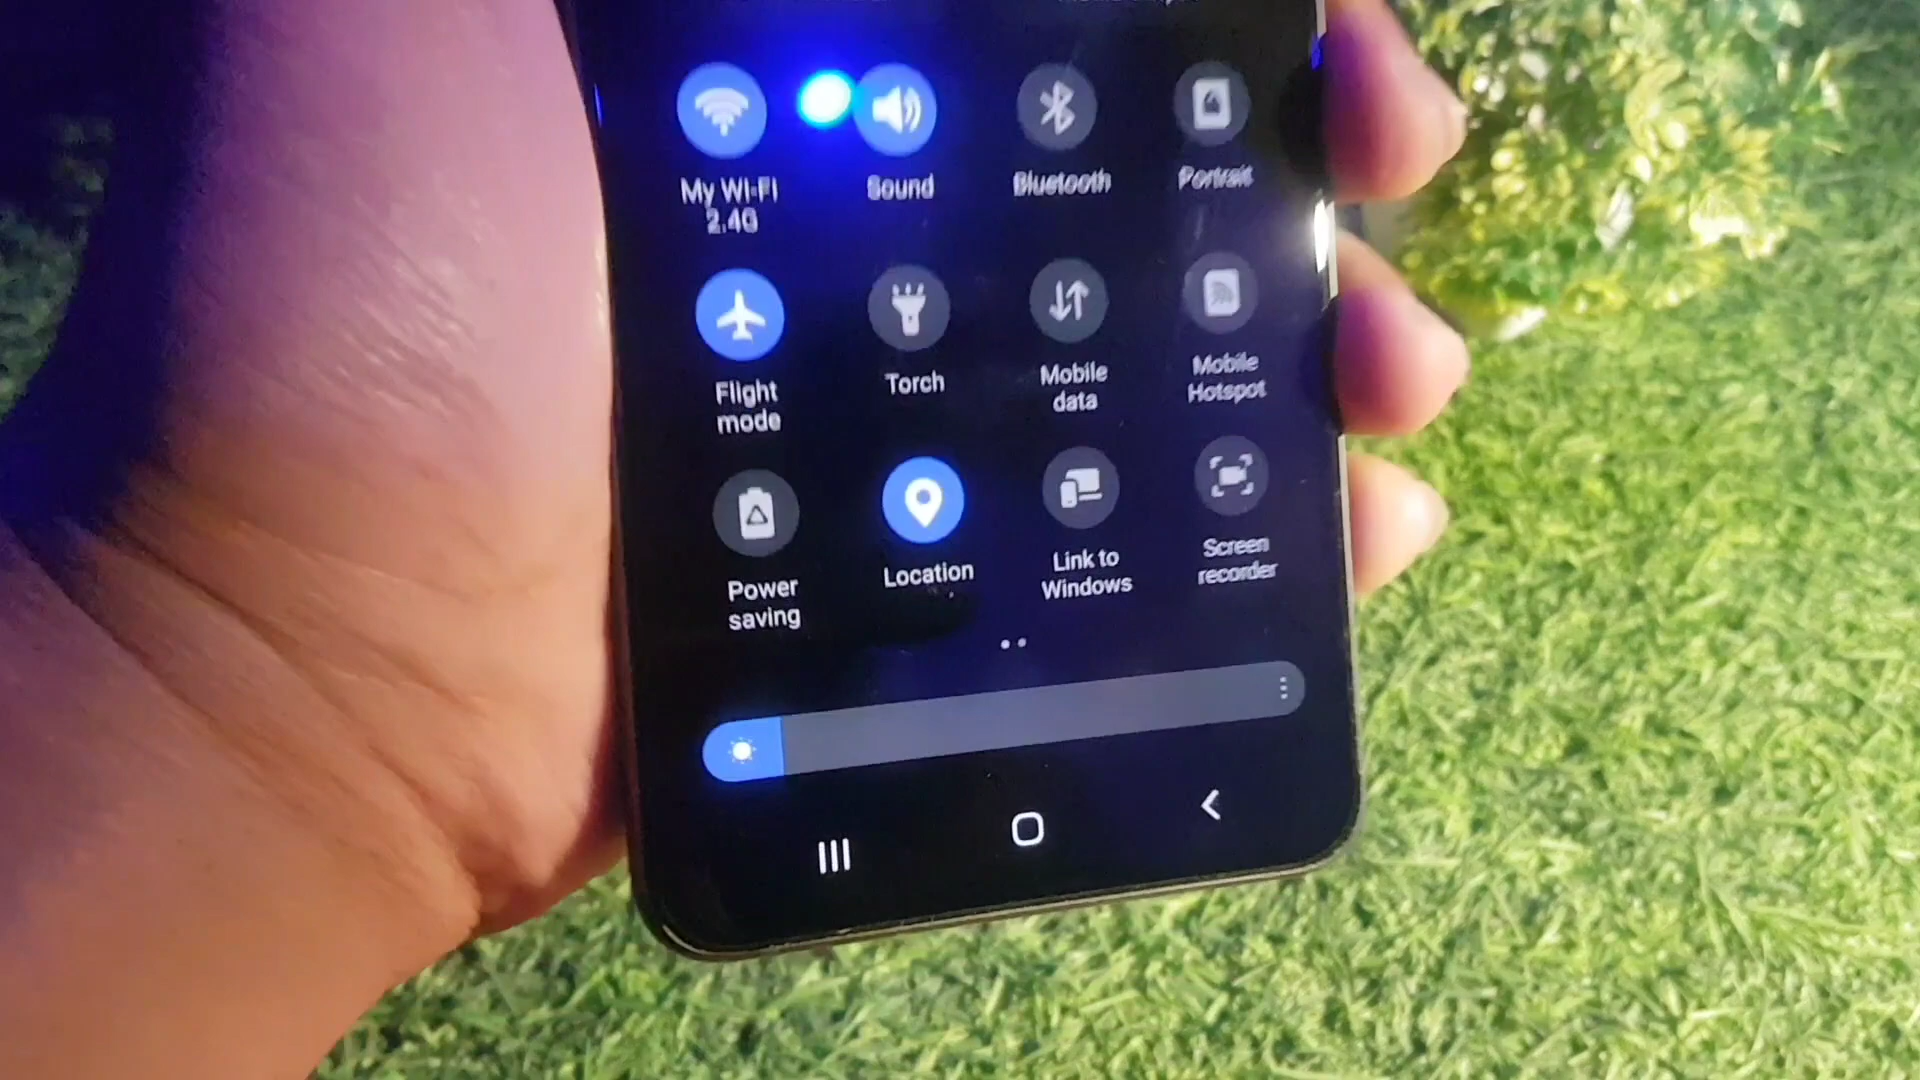 My Wi-Fi
2.4G
Sound
Bluetooth
Portrait
Flight
mode
Torch
Mobile
data
Mobile
Hotspot
Power
saving
Location
Link to
Windows
Screen
recorder